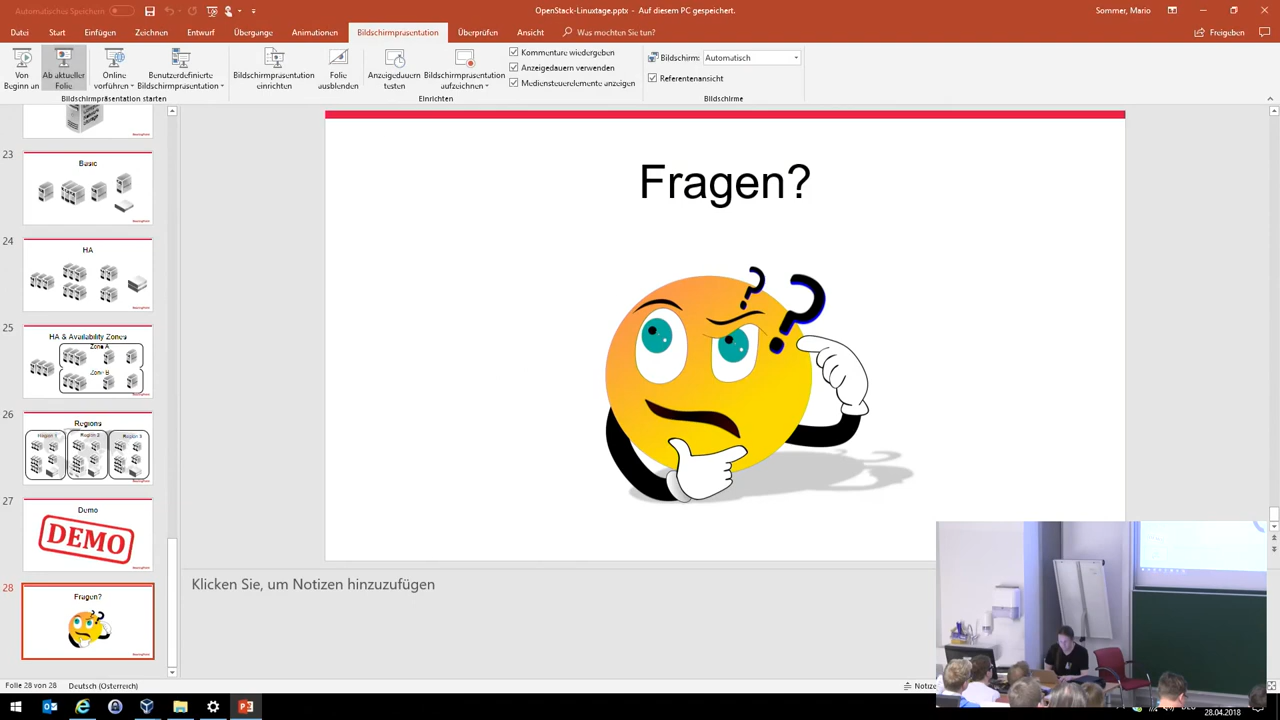 Automatisches Speichern
OpenStack-Linuxtage.pptx - Auf diesem PC gespeichert.
Sommer, Mario
Datei Start Einfügen Zeichnen Entwurf Übergänge Animationen Bildschirmpräsentation Überprüfen Ansicht Was möchten Sie tun? Freigeben
Von Beginn an
Ab aktueller Folie
Online vorführen
Benutzerdefinierte Bildschirmpräsentation
Bildschirmpräsentation einrichten
Folie ausblenden
Anzeigedauern testen
Bildschirmpräsentation aufzeichnen
Kommentare wiedergeben
Anzeigedauern verwenden
Mediensteuerelemente anzeigen
Bildschirm: Automatisch
Referentenansicht
Bildschirmpräsentation starten
Einrichten
Bildschirme
23
Basic
24
HA
25
HA & Availability Zones
Zone A
Zone B
26
Regions
Region 1 Region 2 Region 3
27
Demo
DEMO
28
Fragen?
Fragen?
? ?
Klicken Sie, um Notizen hinzuzufügen
Folie 28 von 28 Deutsch (Österreich)
28.04.2018